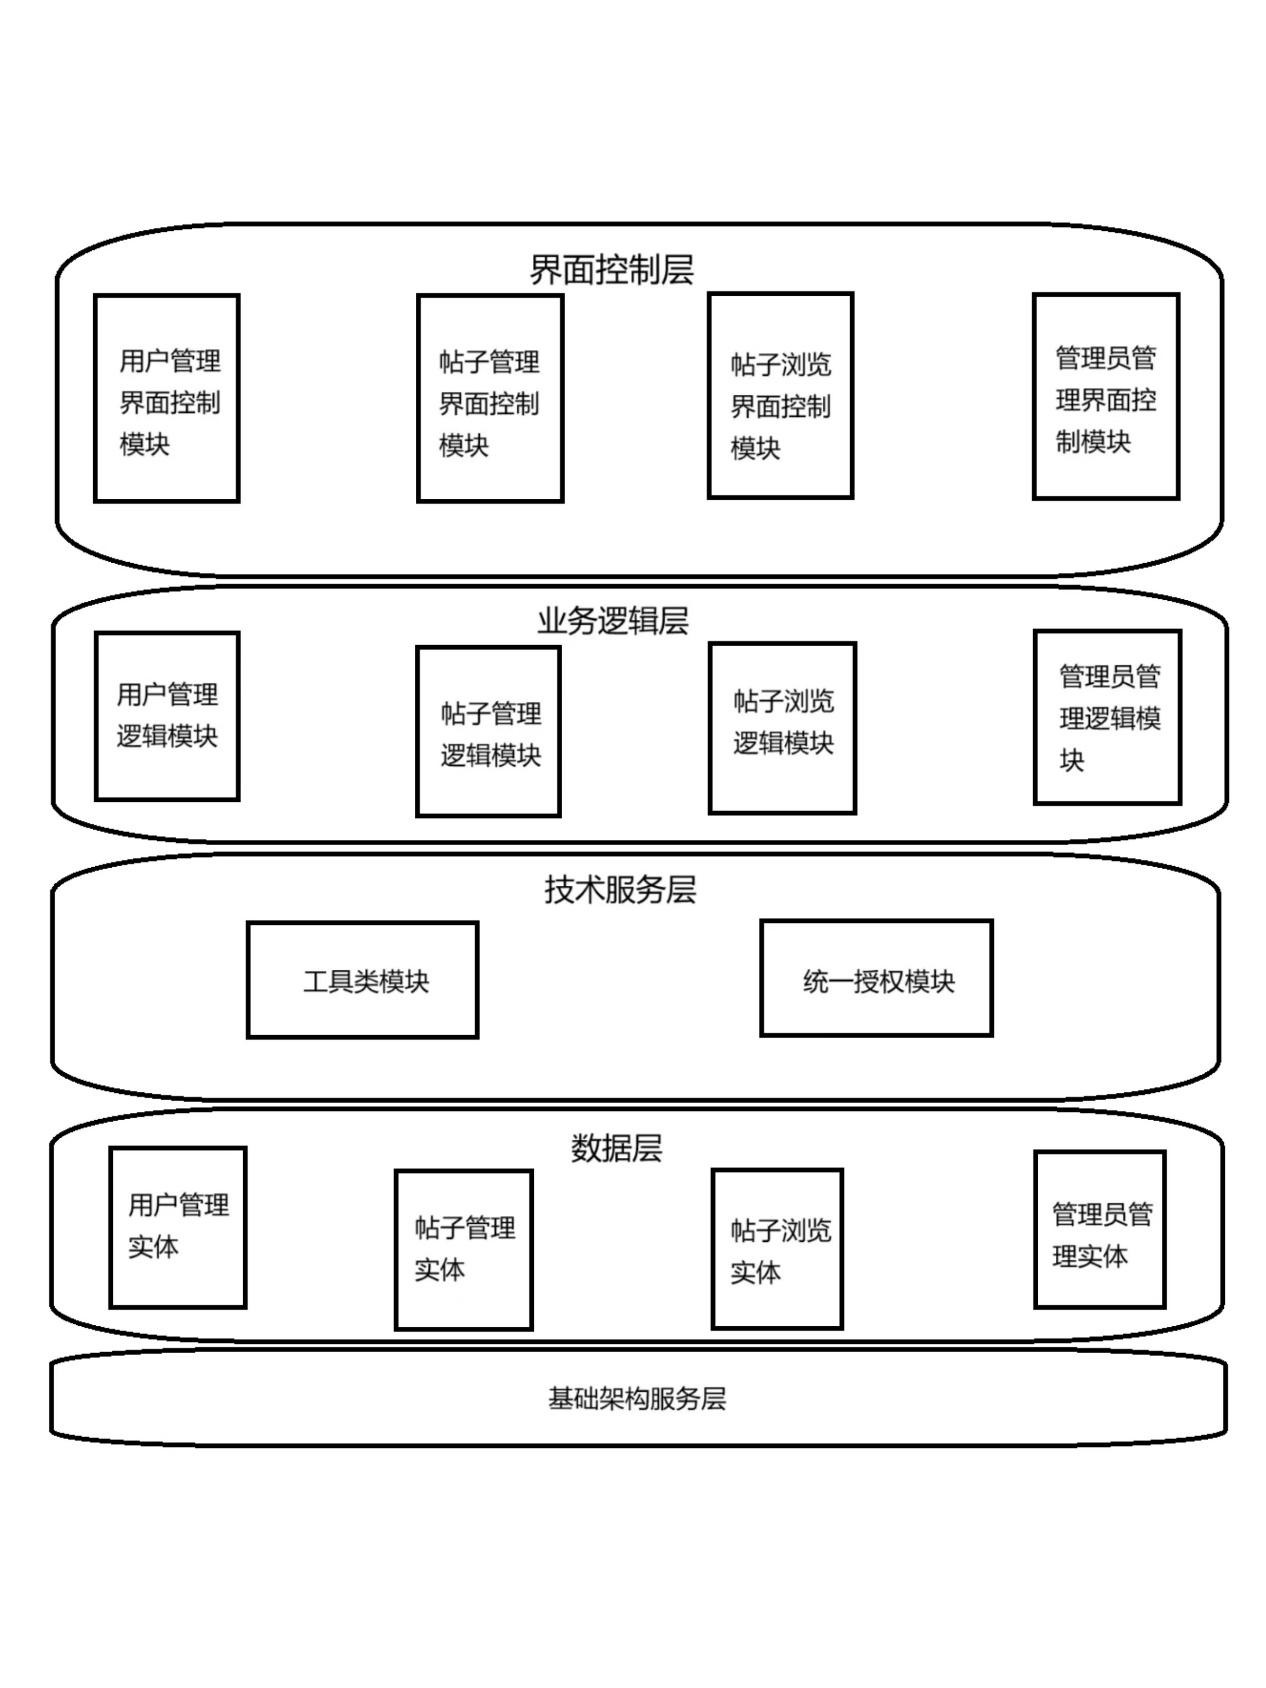 界面控制层
用户管理
界面控制
模块
帖子管理
界面控制
模块
帖子浏览
界面控制
模块
管理员管
理界面控
制模块
业务逻辑层
用户管理
逻辑模块
帖子管理
逻辑模块
帖子浏览
逻辑模块
管理员管
理逻辑模
块
技术服务层
工具类模块
统一授权模块
数据层
用户管理
实体
帖子管理
实体
帖子浏览
实体
管理员管
理实体
基础架构服务层